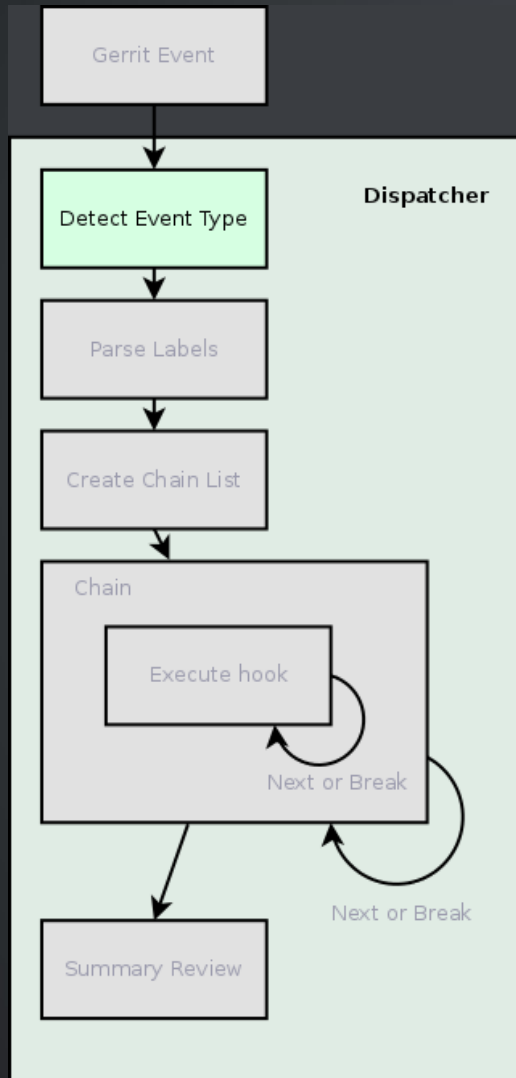 Gerrit Event
Dispatcher
Detect Event Type
Parse Labels
Create Chain List
Chain
Execute hook
Next or Break
Next or Break
Summary Review